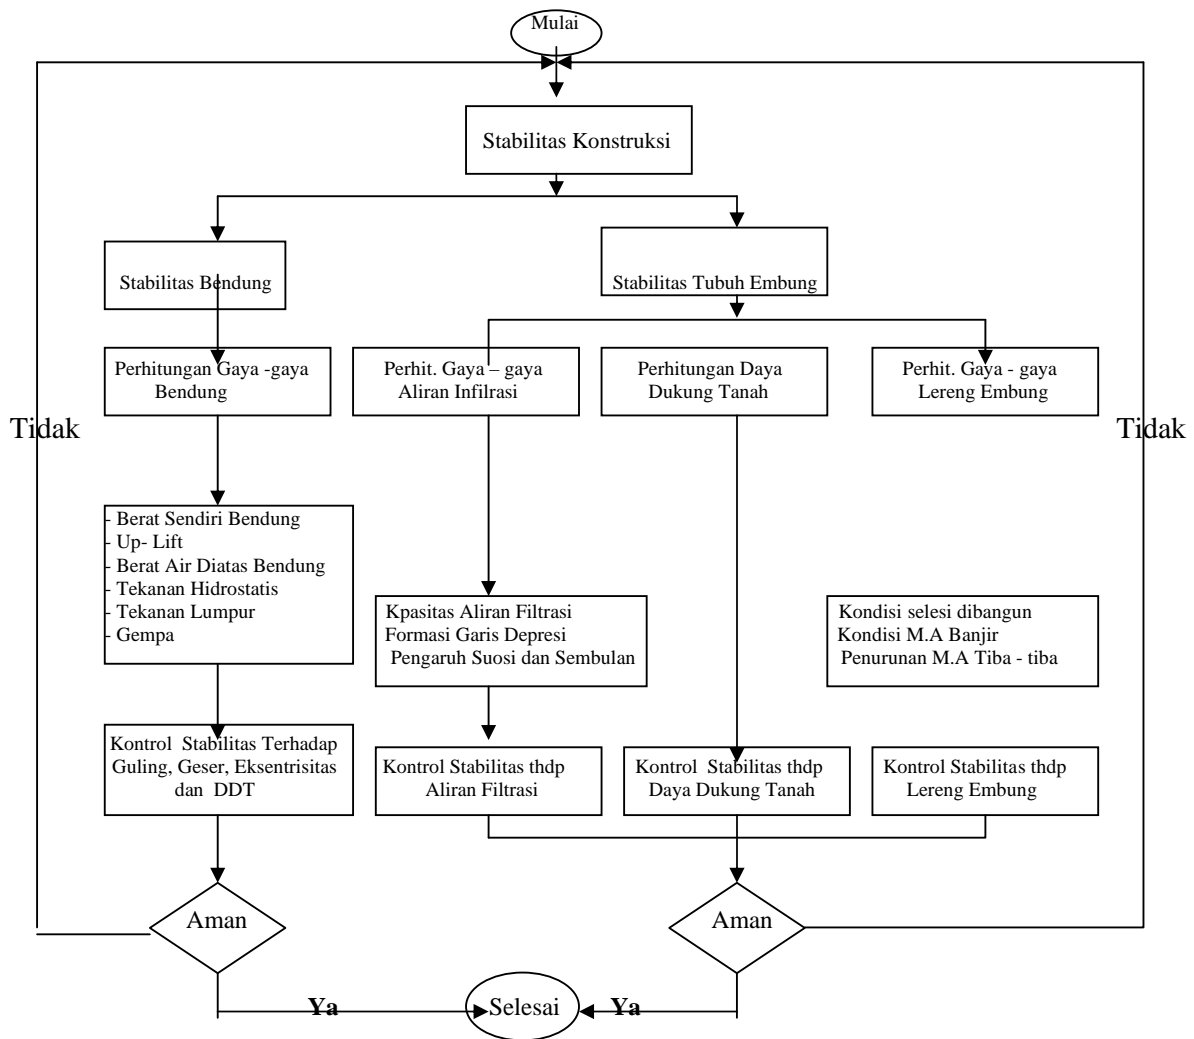 Mulai
Stabilitas Konstruksi
Stabilitas Bendung
Stabilitas Tubuh Embung
Perhitungan Gaya -gaya
Bendung
Perhit. Gaya – gaya
Aliran Infilrasi
Perhitungan Daya
Dukung Tanah
Perhit. Gaya - gaya
Lereng Embung
Tidak
Tidak
- Berat Sendiri Bendung
- Up- Lift
- Berat Air Diatas Bendung
- Tekanan Hidrostatis
- Tekanan Lumpur
- Gempa
Kpasitas Aliran Filtrasi
Formasi Garis Depresi
Pengaruh Suosi dan Sembulan
Kondisi selesi dibangun
Kondisi M.A Banjir
Penurunan M.A Tiba - tiba
Kontrol Stabilitas Terhadap
Guling, Geser, Eksentrisitas
dan DDT
Kontrol Stabilitas thdp
Aliran Filtrasi
Kontrol Stabilitas thdp
Daya Dukung Tanah
Kontrol Stabilitas thdp
Lereng Embung
Aman
Aman
Ya
Selesai
Ya